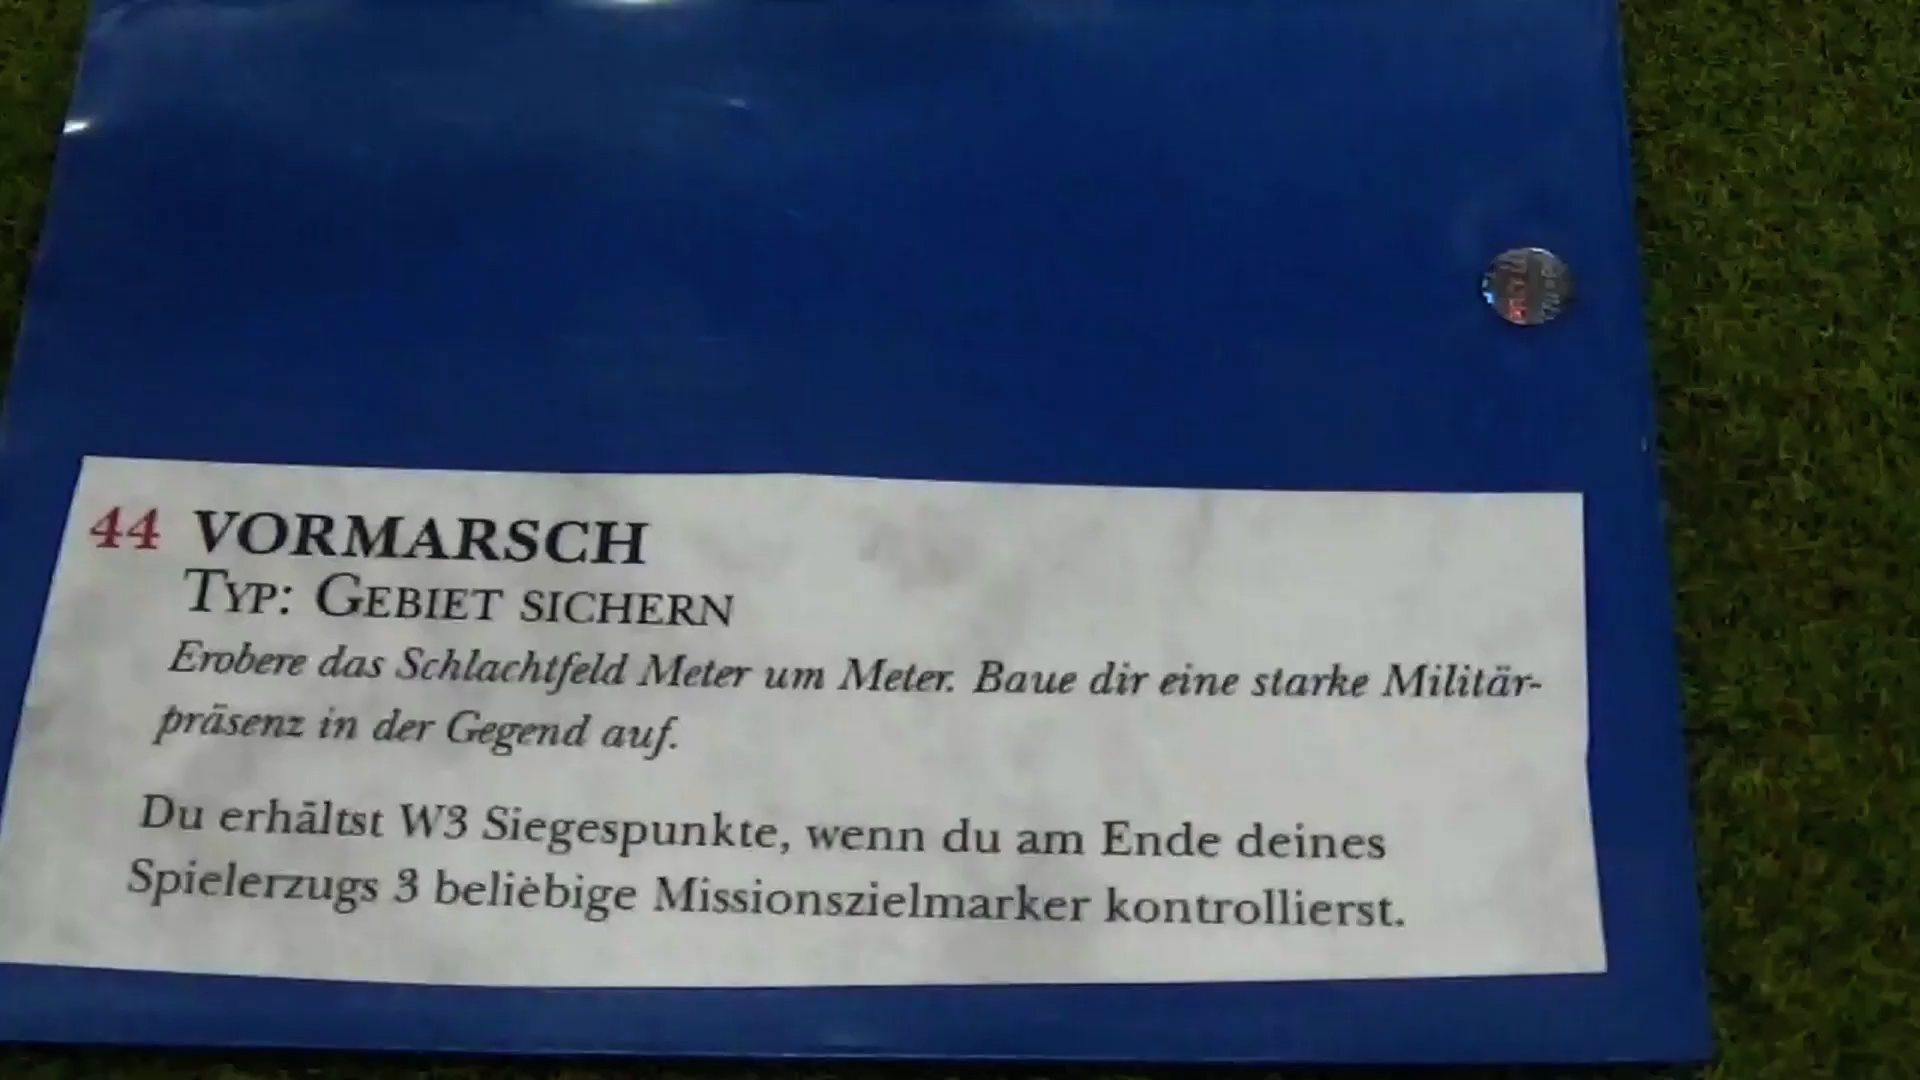 44 VORMARSCH
TYP: GEBIET SICHERN
Erobere das Schlachtfeld Meter um Meter. Baue dir eine starke Militär-
präsenz in der Gegend auf.
Du erhältst W3 Siegespunkte, wenn du am Ende deines
Spielerzugs 3 beliebige Missionszielmarker kontrollierst.